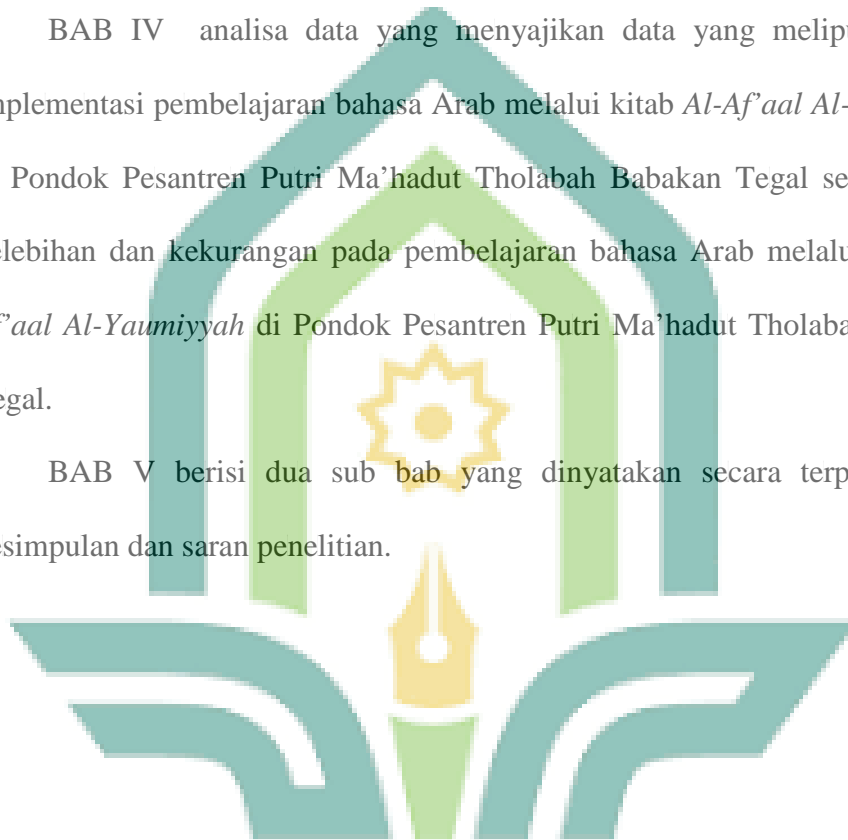 BAB IV analisa data yang menyajikan data yang melip
mplementasi pembelajaran bahasa Arab melalui kitab Al-Af’aal Al-
Pondok Pesantren Putri Ma’hadut Tholabah Babakan Tegal se
elebihan dan kekurangan pada pembelajaran bahasa Arab melalu
f’aal Al-Yaumiyyah di Pondok Pesantren Putri Ma’hadut Tholaba
egal.
BAB V berisi dua sub bab yang dinyatakan secara terp
esimpulan dan saran penelitian.